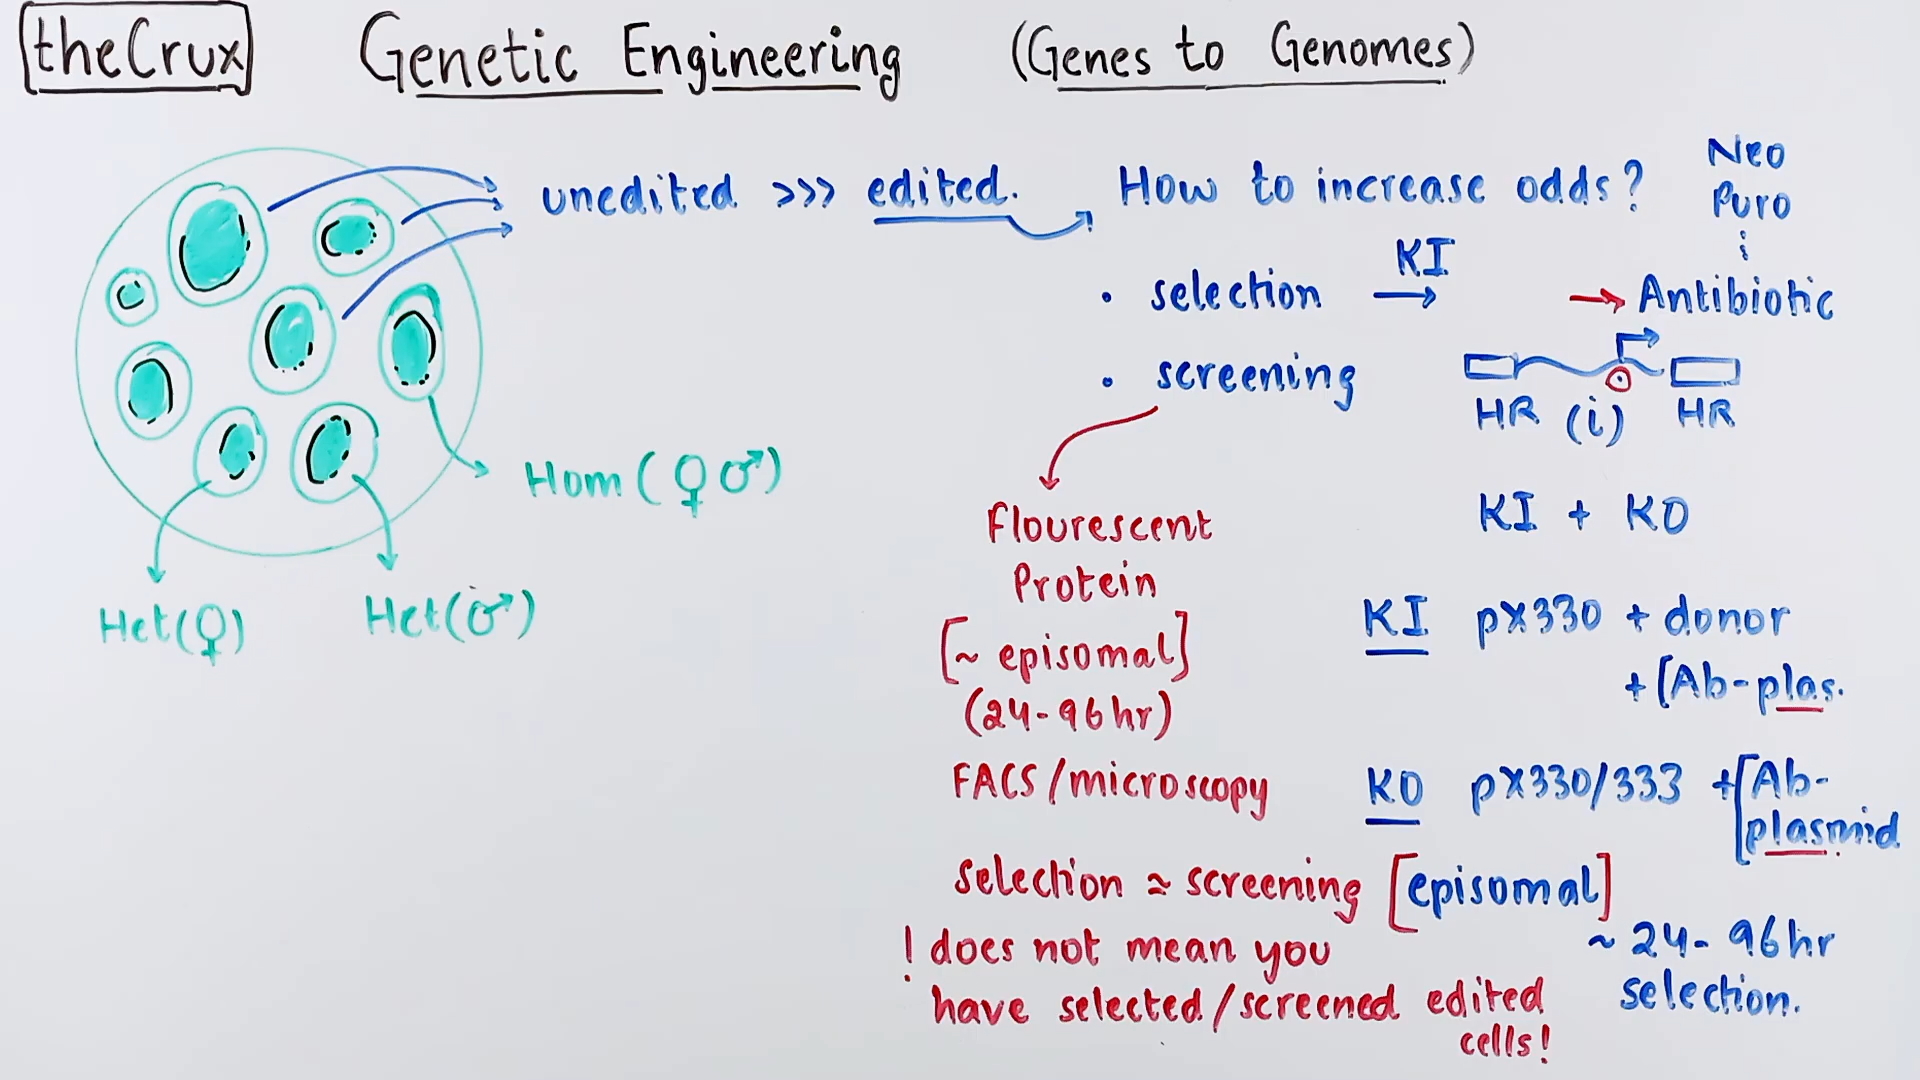 theCrux Genetic Engineering (Genes to Genomes)
unedited >>> edited.
How to increase odds?
Neo
Puro
⋮
• selection KI → → Antibiotic
• screening
HR (i) HR
Hom (♀♂)
Het(♀)
Het(♂)
Flourescent
Protein
[~ episomal]
(24-96hr)
FACS/microscopy
KI + KO
KI pX330 + donor
+ [Ab-plas.
KO pX330/333 + [Ab-
plasmid
Selection ≈ screening [episomal]
~ 24-96hr
selection.
! does not mean you
have selected/screened edited
cells!